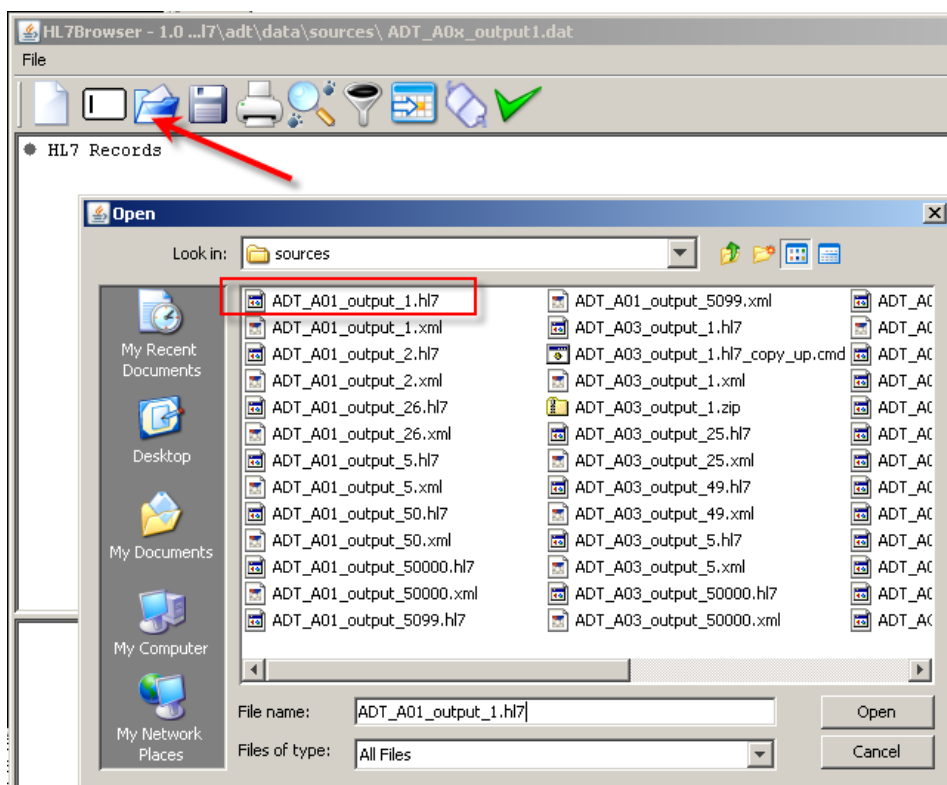 HL7Browser - 1.0 ...l7\adt\data\sources\ ADT_A0x_output1.dat
File
HL7 Records
Open
Look in: sources
My Recent Documents
Desktop
My Documents
My Computer
My Network Places
ADT_A01_output_1.hl7
ADT_A01_output_1.xml
ADT_A01_output_2.hl7
ADT_A01_output_2.xml
ADT_A01_output_26.hl7
ADT_A01_output_26.xml
ADT_A01_output_5.hl7
ADT_A01_output_5.xml
ADT_A01_output_50.hl7
ADT_A01_output_50.xml
ADT_A01_output_50000.hl7
ADT_A01_output_50000.xml
ADT_A01_output_5099.hl7
ADT_A01_output_5099.xml
ADT_A03_output_1.hl7
ADT_A03_output_1.hl7_copy_up.cmd
ADT_A03_output_1.xml
ADT_A03_output_1.zip
ADT_A03_output_25.hl7
ADT_A03_output_25.xml
ADT_A03_output_49.hl7
ADT_A03_output_49.xml
ADT_A03_output_5.hl7
ADT_A03_output_5.xml
ADT_A03_output_50000.hl7
ADT_A03_output_50000.xml
File name: ADT_A01_output_1.hl7
Open
Files of type: All Files
Cancel